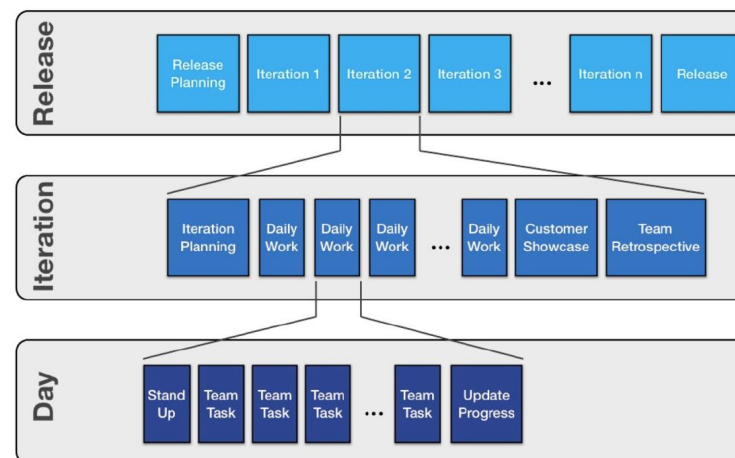 Release
Release
Planning
Iteration 1
Iteration 2
Iteration 3
...
Iteration n
Release
Iteration
Iteration
Planning
Daily
Work
Daily
Work
Daily
Work
...
Daily
Work
Customer
Showcase
Team
Retrospective
Day
Stand
Up
Team
Task
Team
Task
Team
Task
...
Team
Task
Update
Progress